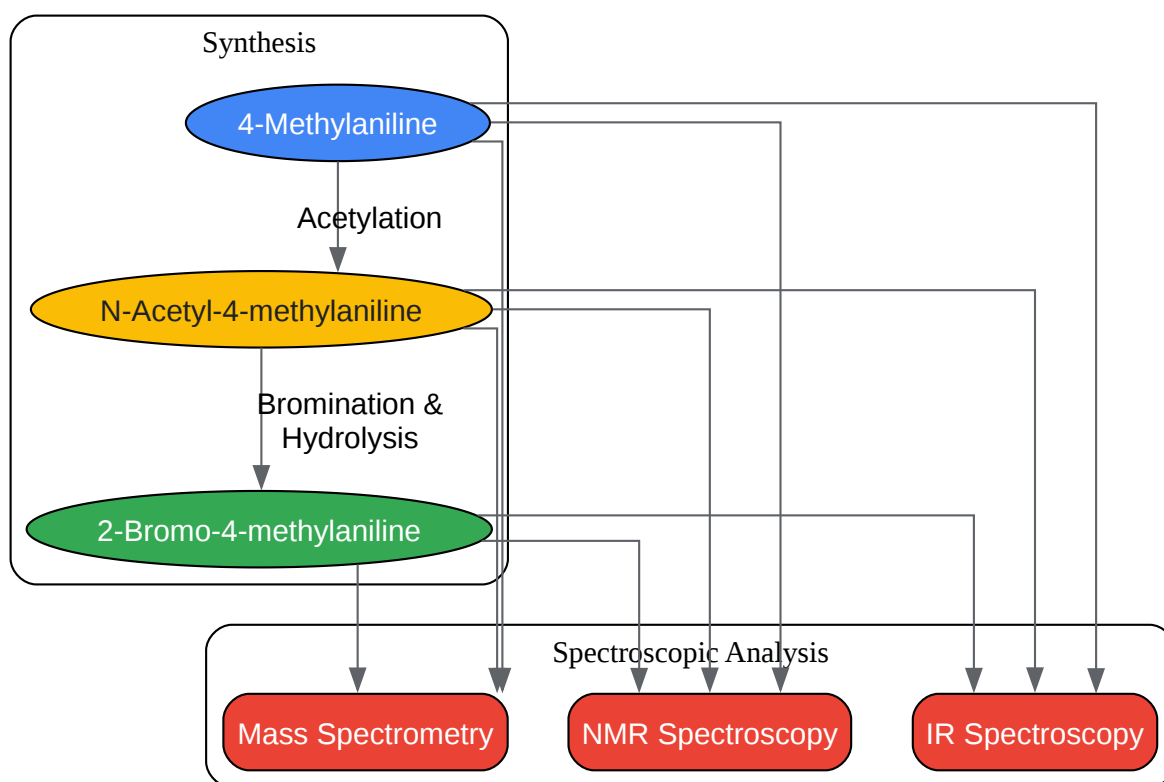 Synthesis
4-Methylaniline
Acetylation
N-Acetyl-4-methylaniline
Bromination &
Hydrolysis
2-Bromo-4-methylaniline
Spectroscopic Analysis
Mass Spectrometry
NMR Spectroscopy
IR Spectroscopy